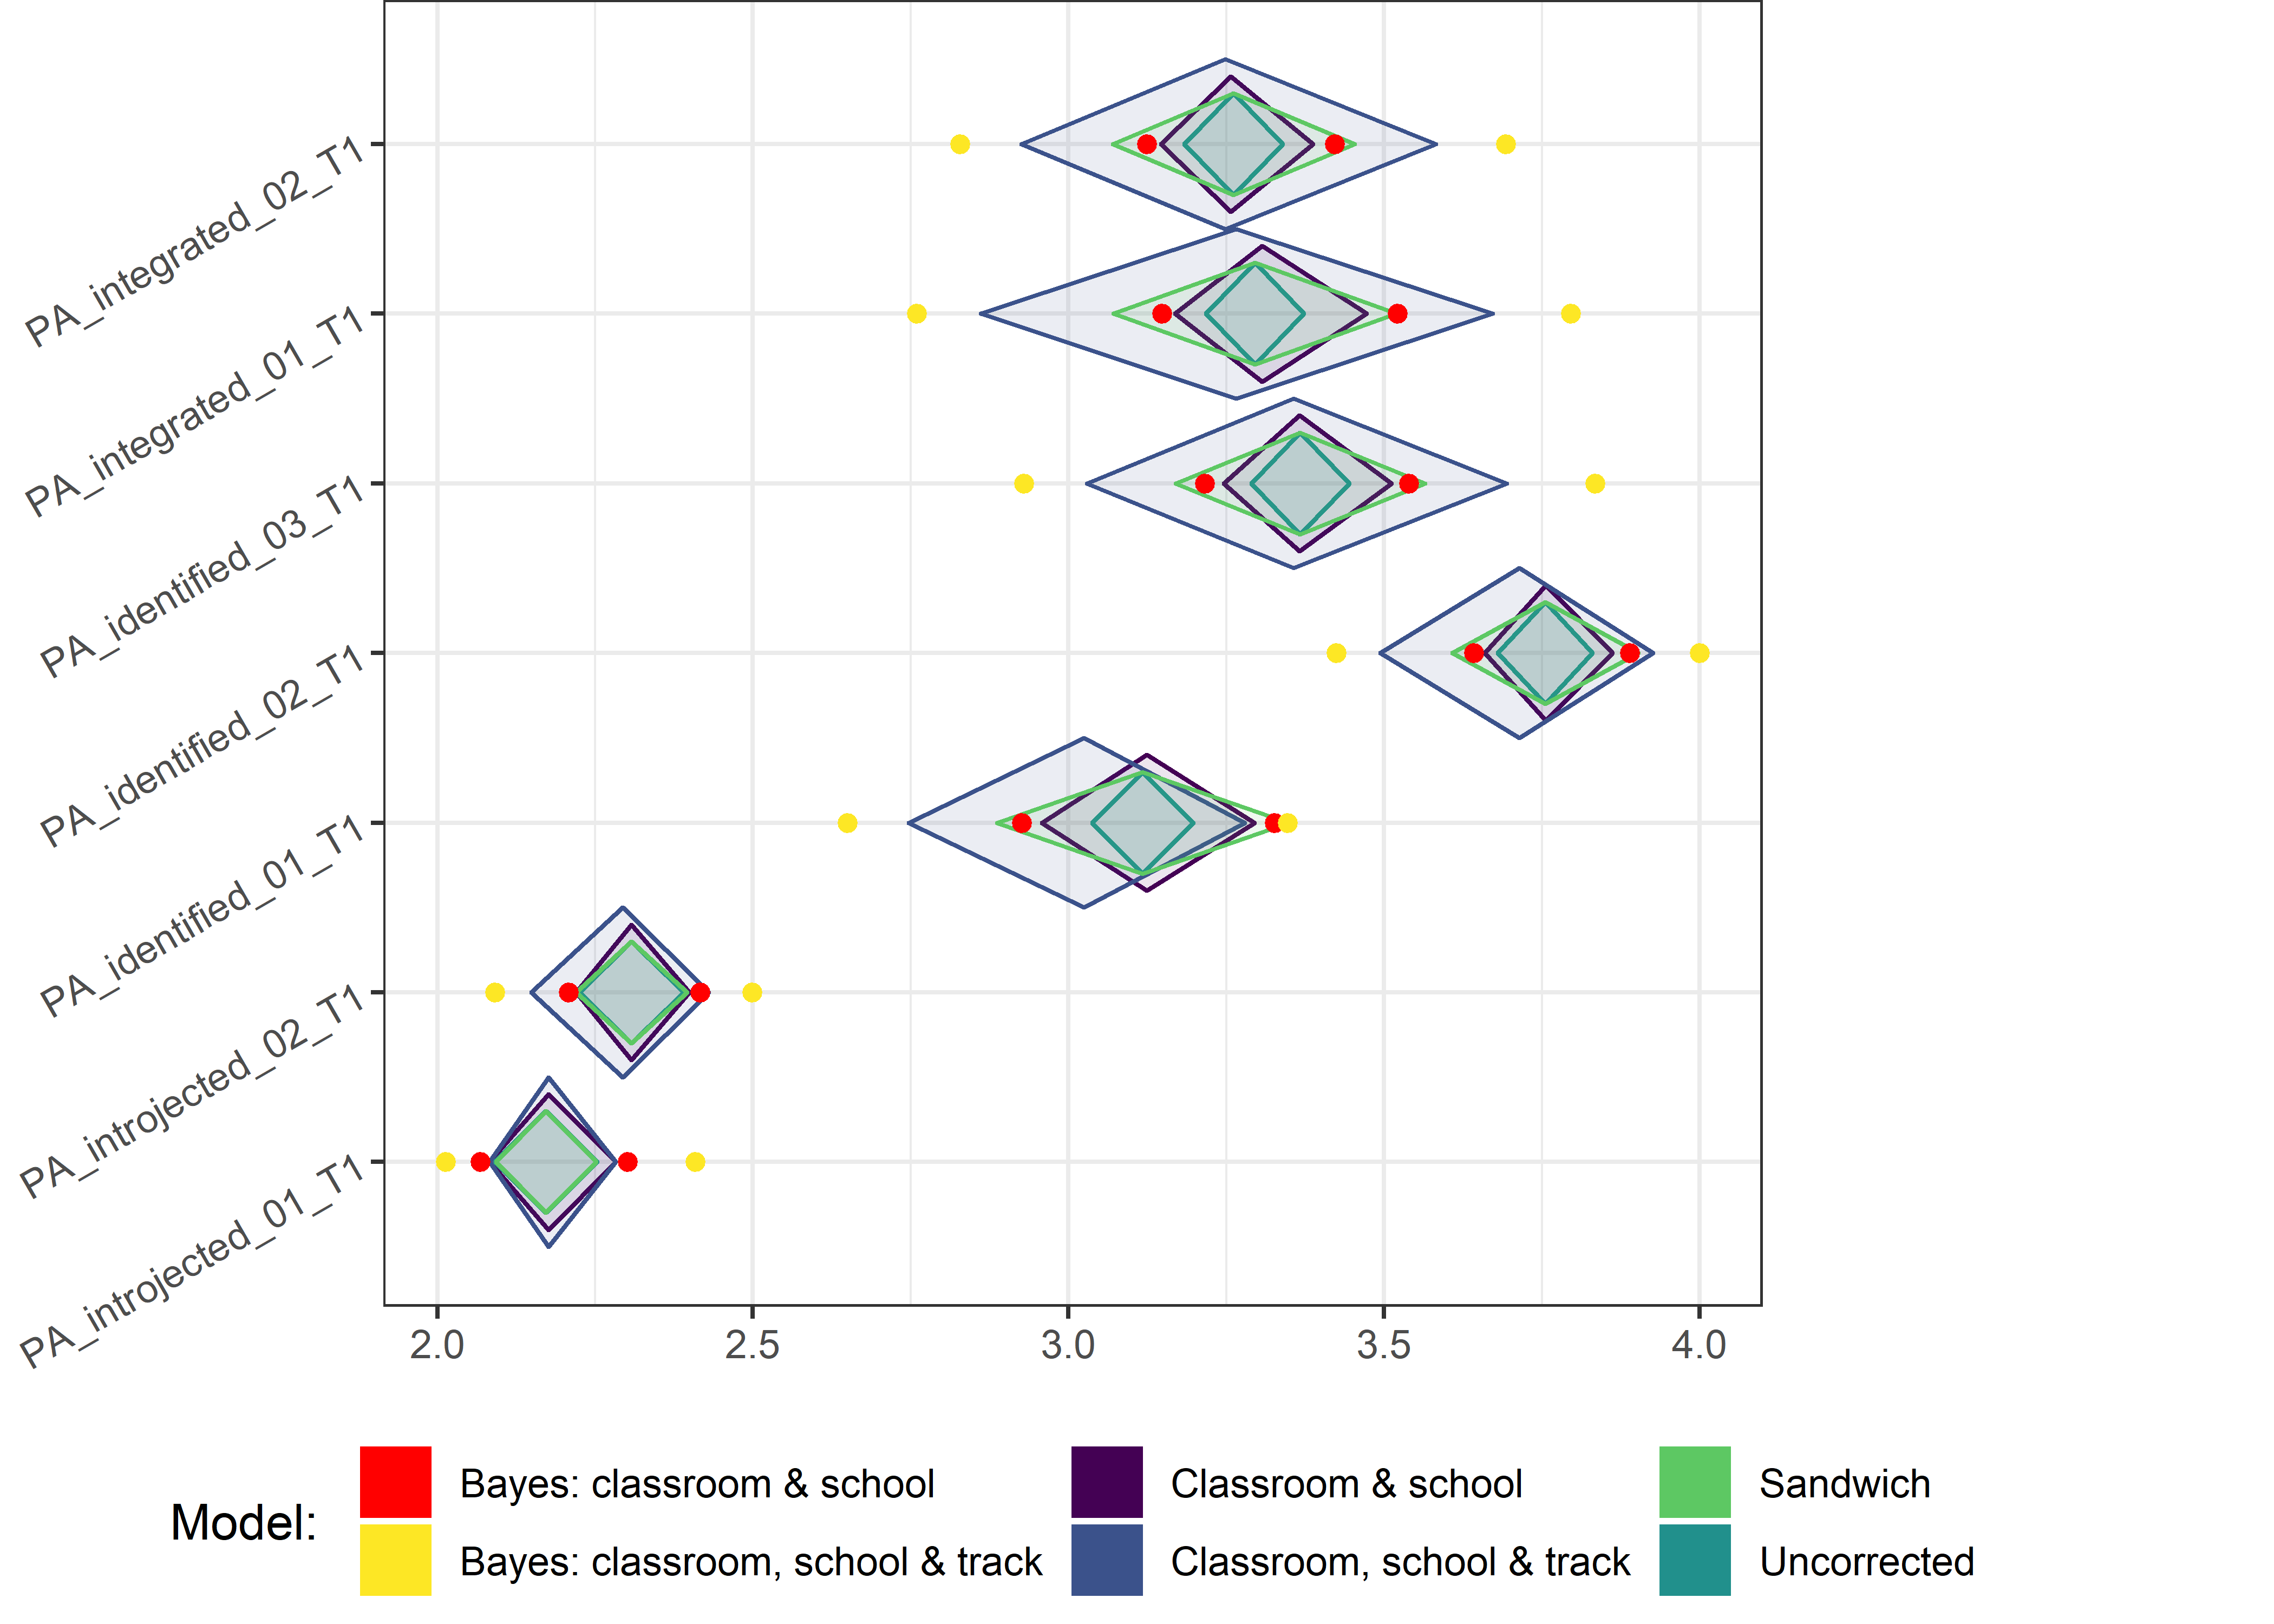 PA_integrated_02_T1
PA_integrated_01_T1
PA_identified_03_T1
PA_identified_02_T1
PA_identified_01_T1
PA_introjected_02_T1
PA_introjected_01_T1
2.0 2.5 3.0 3.5 4.0
Model:
Bayes: classroom & school Classroom & school Sandwich
Bayes: classroom, school & track Classroom, school & track Uncorrected